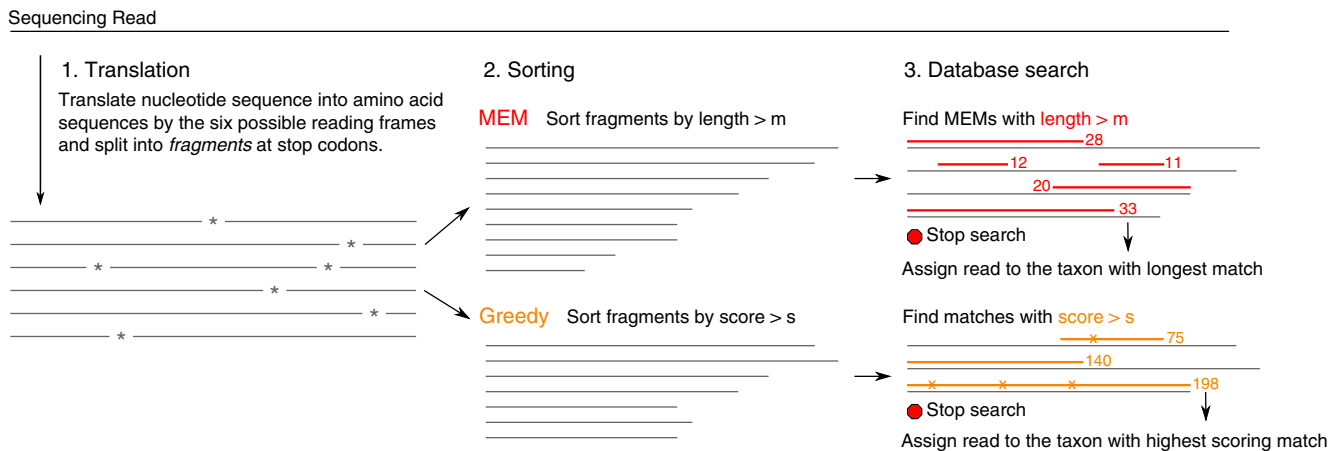 Sequencing Read
1. Translation
Translate nucleotide sequence into amino acid
sequences by the six possible reading frames
and split into fragments at stop codons.
*
*
* *
*
*
*
2. Sorting
MEM Sort fragments by length > m
Greedy Sort fragments by score > s
3. Database search
Find MEMs with length > m
28
12 11
20
33
Stop search
Assign read to the taxon with longest match
Find matches with score > s
x 75
140
x x x 198
Stop search
Assign read to the taxon with highest scoring match